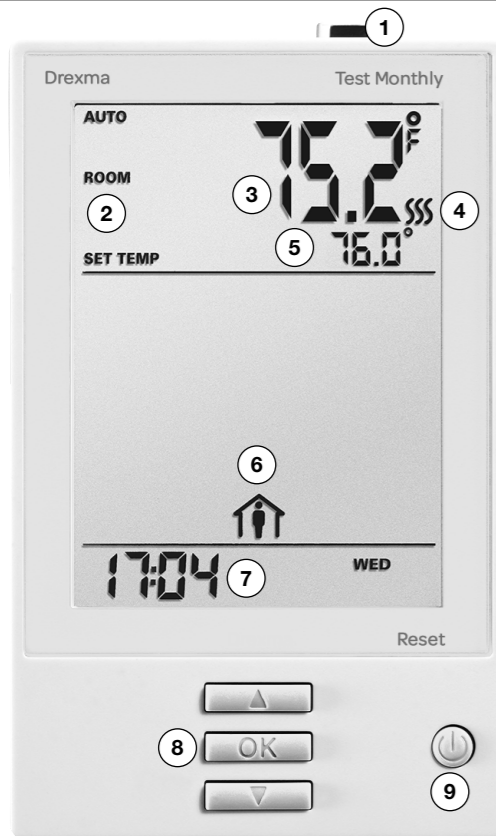 1
Drexma Test Monthly
AUTO
75.2°F
ROOM
3
2
4
5
SET TEMP 76.0°
6
17:04 7 WED
Reset
8 OK
9